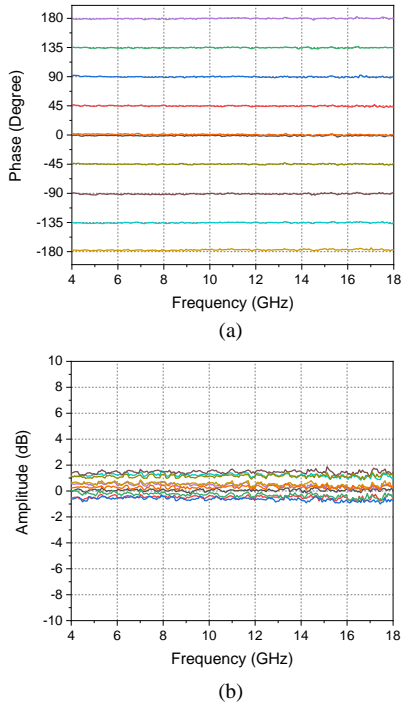 180
135
90
45
0
-45
-90
-135
-180
Phase (Degree)
4 6 8 10 12 14 16 18
Frequency (GHz)
(a)
10
8
6
4
2
0
-2
-4
-6
-8
-10
Amplitude (dB)
4 6 8 10 12 14 16 18
Frequency (GHz)
(b)